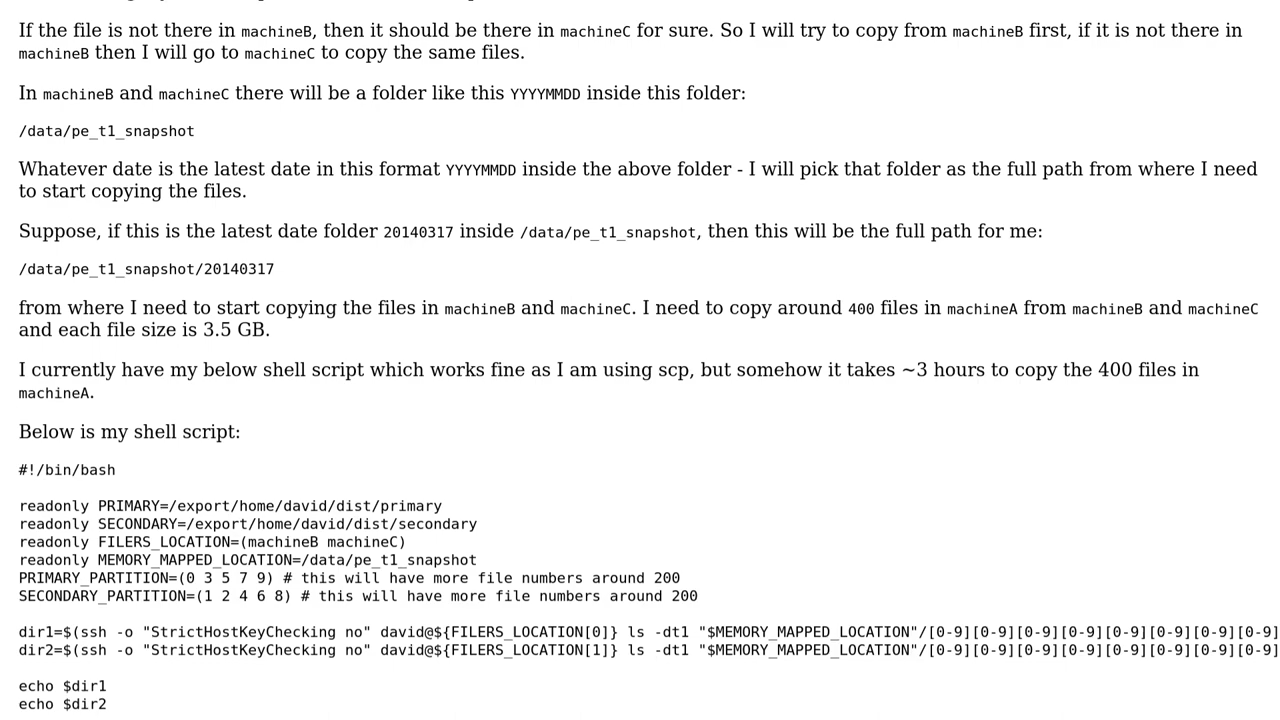 If the file is not there in machineB, then it should be there in machineC for sure. So I will try to copy from machineB first, if it is not there in
machineB then I will go to machineC to copy the same files.
In machineB and machineC there will be a folder like this YYYYMMDD inside this folder:
/data/pe_t1_snapshot
Whatever date is the latest date in this format YYYYMMDD inside the above folder - I will pick that folder as the full path from where I need
to start copying the files.
Suppose, if this is the latest date folder 20140317 inside /data/pe_t1_snapshot, then this will be the full path for me:
/data/pe_t1_snapshot/20140317
from where I need to start copying the files in machineB and machineC. I need to copy around 400 files in machineA from machineB and machineC
and each file size is 3.5 GB.
I currently have my below shell script which works fine as I am using scp, but somehow it takes ~3 hours to copy the 400 files in
machineA.
Below is my shell script:
#!/bin/bash
readonly PRIMARY=/export/home/david/dist/primary
readonly SECONDARY=/export/home/david/dist/secondary
readonly FILERS_LOCATION=(machineB machineC)
readonly MEMORY_MAPPED_LOCATION=/data/pe_t1_snapshot
PRIMARY_PARTITION=(0 3 5 7 9) # this will have more file numbers around 200
SECONDARY_PARTITION=(1 2 4 6 8) # this will have more file numbers around 200
dir1=$(ssh -o "StrictHostKeyChecking no" david@${FILERS_LOCATION[0]} ls -dt1 "$MEMORY_MAPPED_LOCATION"/[0-9][0-9][0-9][0-9][0-9][0-9][0-9][0-9]
dir2=$(ssh -o "StrictHostKeyChecking no" david@${FILERS_LOCATION[1]} ls -dt1 "$MEMORY_MAPPED_LOCATION"/[0-9][0-9][0-9][0-9][0-9][0-9][0-9][0-9]
echo $dir1
echo $dir2